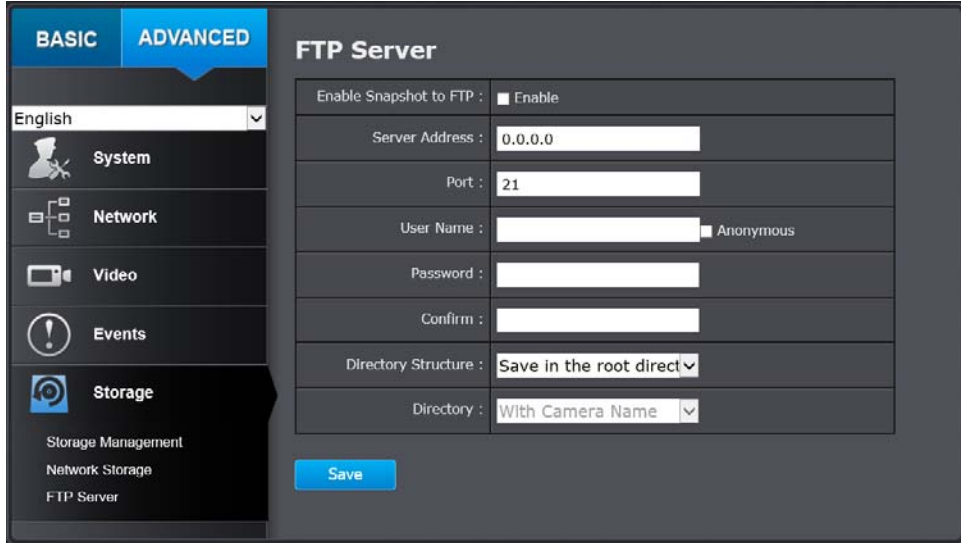 BASIC
ADVANCED
English
System
Network
Video
Events
Storage
Storage Management
Network Storage
FTP Server
FTP Server
Enable Snapshot to FTP : Enable
Server Address : 0.0.0.0
Port : 21
User Name : Anonymous
Password :
Confirm :
Directory Structure : Save in the root direct
Directory : With Camera Name
Save